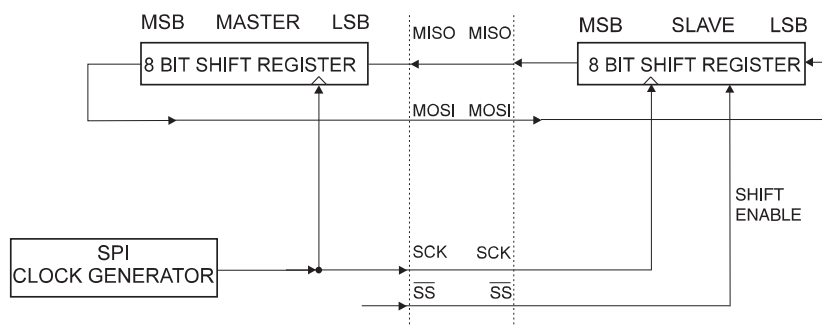 MSB MASTER LSB
MISO MISO
MSB SLAVE LSB
8 BIT SHIFT REGISTER
8 BIT SHIFT REGISTER
MOSI MOSI
SHIFT
ENABLE
SPI
CLOCK GENERATOR
SCK SCK
SS SS